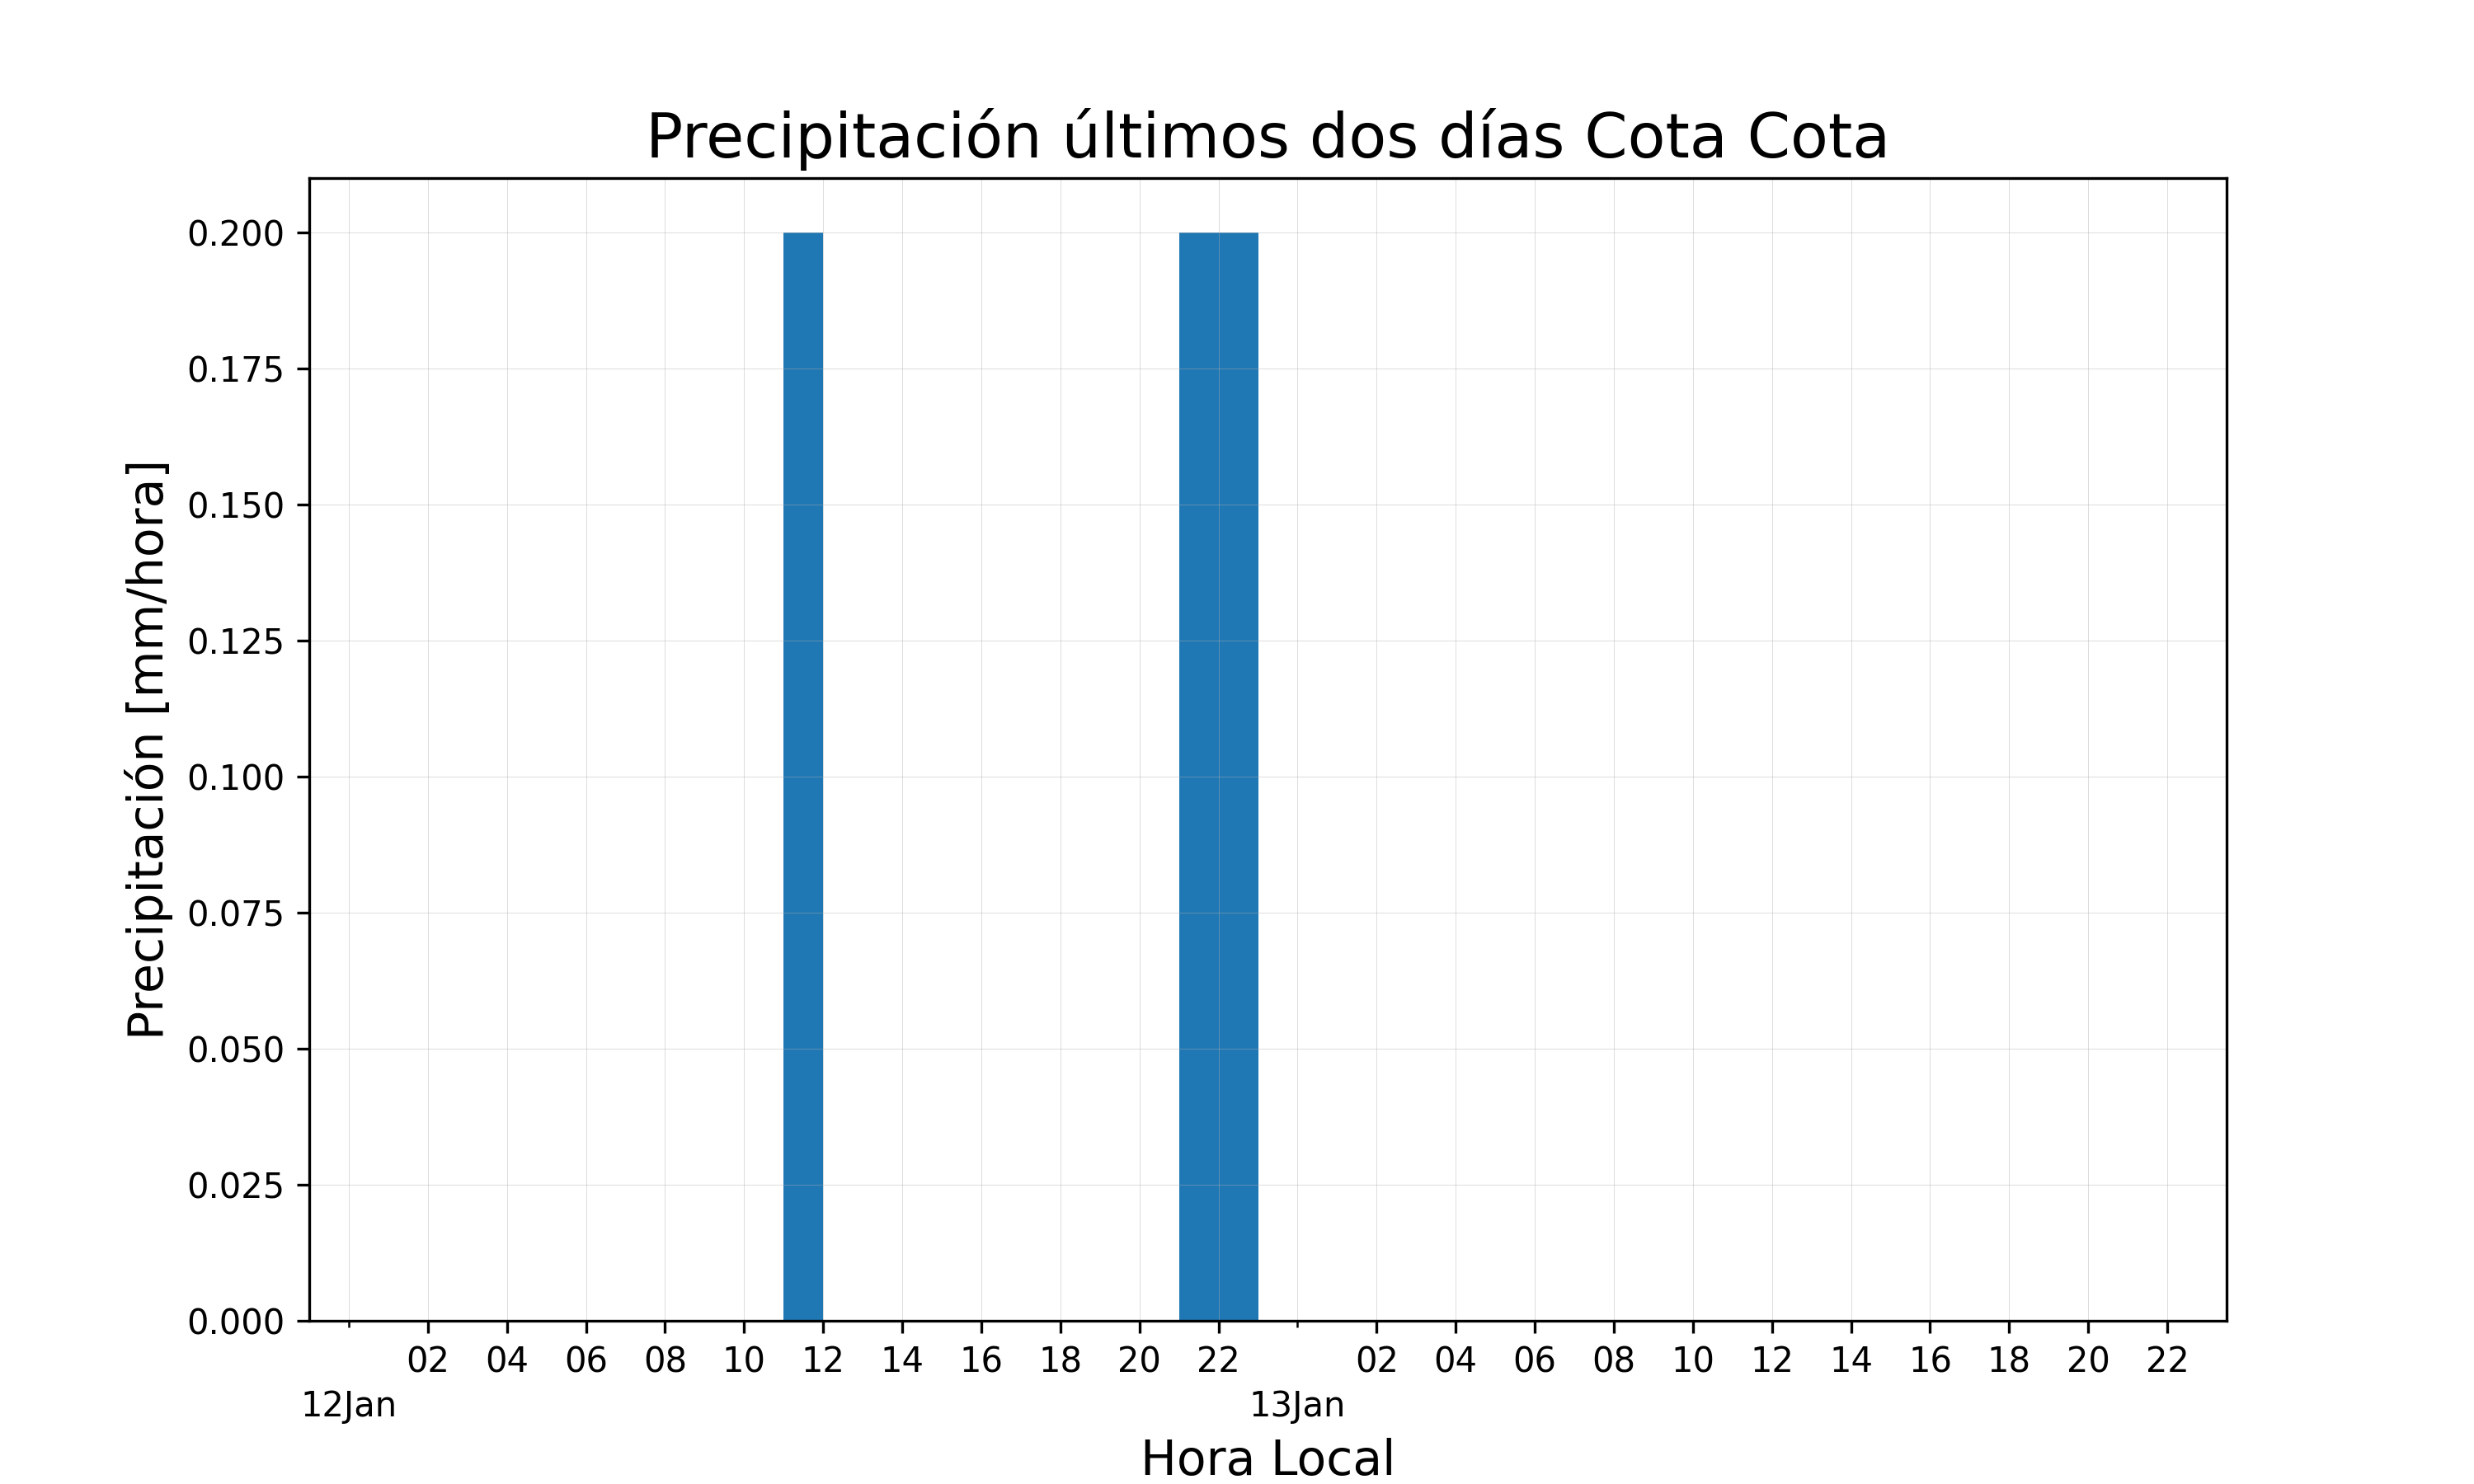 Precipitación últimos dos días Cota Cota
Precipitación [mm/hora]
0.200
0.175
0.150
0.125
0.100
0.075
0.050
0.025
0.000
02 04 06 08 10 12 14 16 18 20 22 02 04 06 08 10 12 14 16 18 20 22
12Jan 13Jan
Hora Local